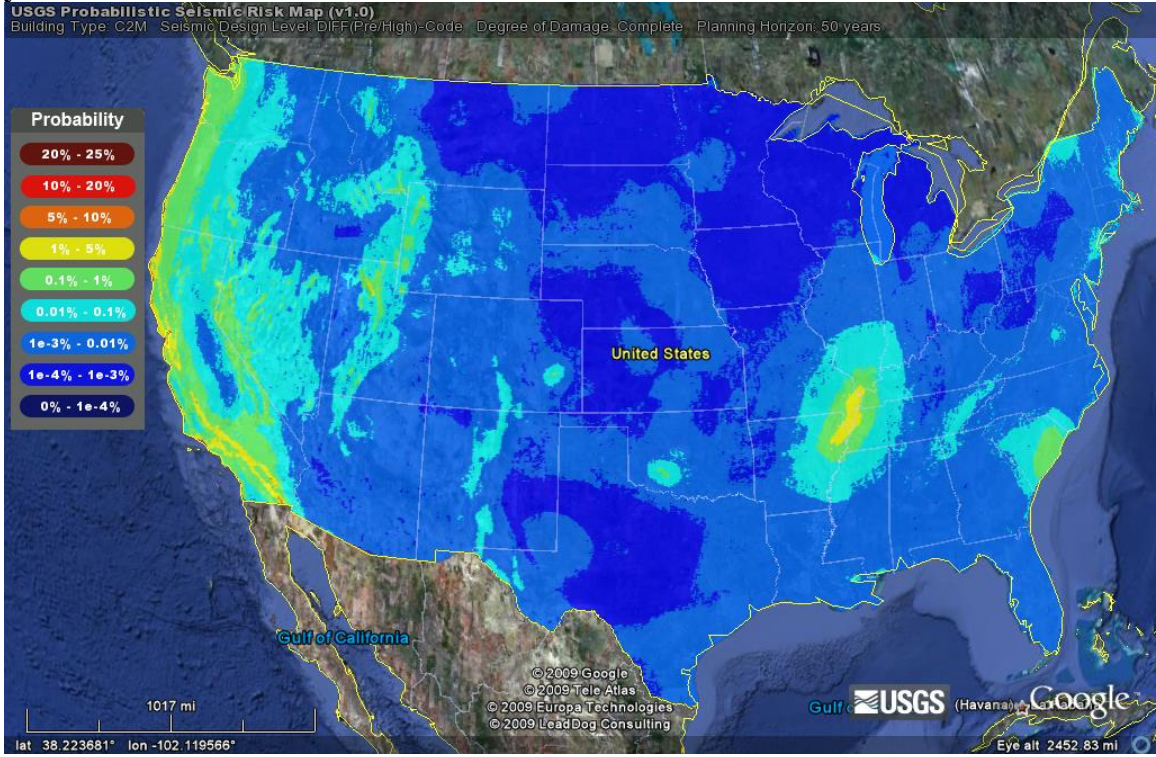 USGS Probabilistic Seismic Risk Map (v1.0)
Building Type: C2M Seismic Design Level: DIFF(Pre/High)-Code Degree of Damage: Complete Planning Horizon: 50 years
Probability
20% - 25%
10% - 20%
5% - 10%
1% - 5%
0.1% - 1%
0.01% - 0.1%
1e-3% - 0.01%
1e-4% - 1e-3%
0% - 1e-4%
United States
Gulf of California
© 2009 Google
© 2009 Tele Atlas
© 2009 Europa Technologies
© 2009 LeadDog Consulting
1017 mi
USGS
(Havana)
Google
lat 38.223681° lon -102.119566°
Eye alt 2452.83 mi